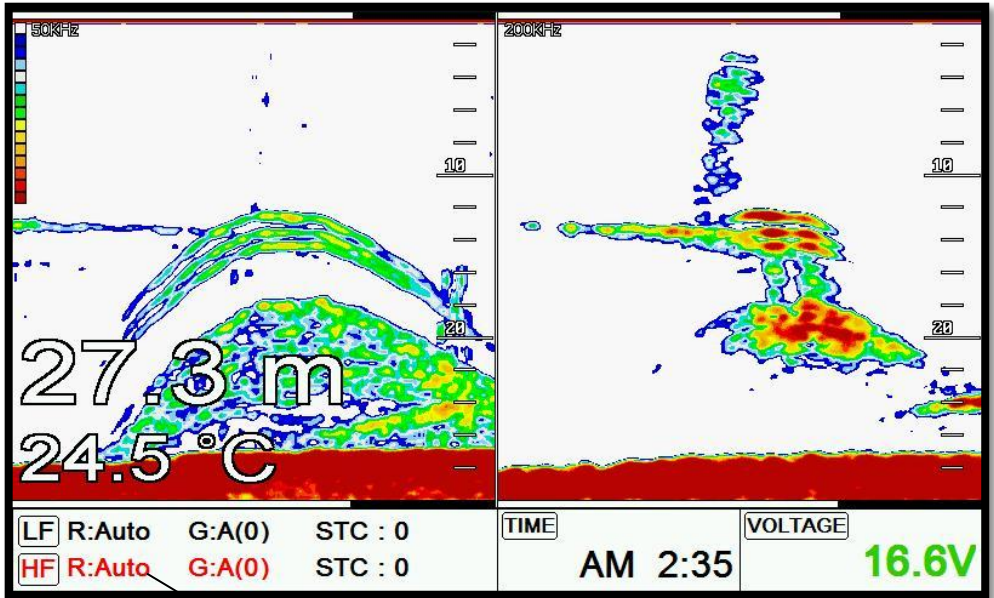 50KHz
200KHz
10
10
20
20
27.3 m
24.5 °C
LF R:Auto G:A(0) STC : 0
HF R:Auto G:A(0) STC : 0
TIME
AM 2:35
VOLTAGE
16.6V